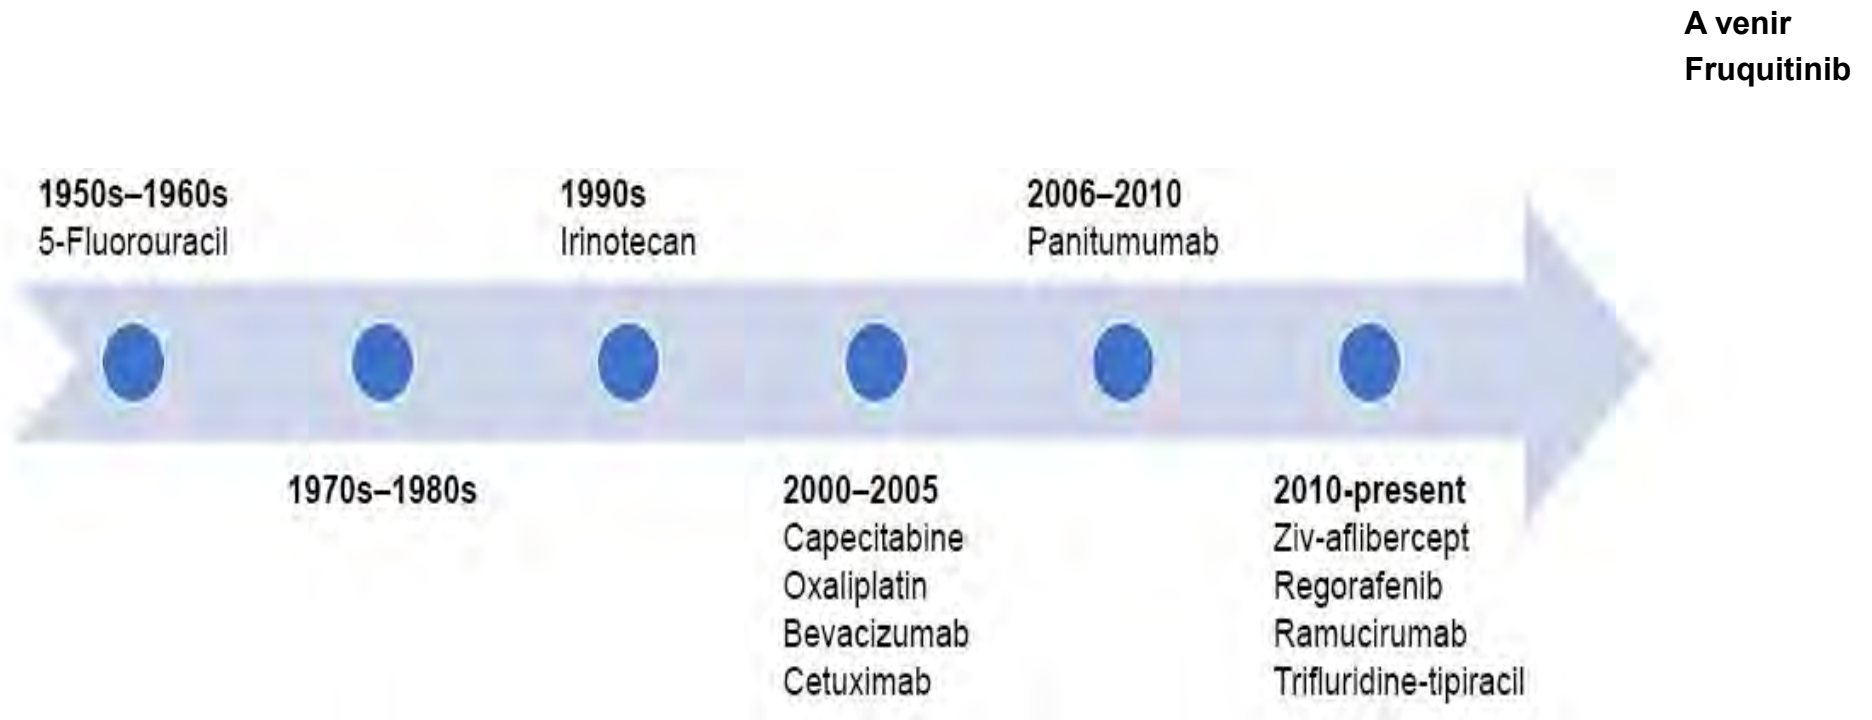 A venir
Fruquitinib
1950s–1960s
5-Fluorouracil
1990s
Irinotecan
2006–2010
Panitumumab
1970s–1980s
2000–2005
Capecitabine
Oxaliplatin
Bevacizumab
Cetuximab
2010-present
Ziv-aflibercept
Regorafenib
Ramucirumab
Trifluridine-tipiracil